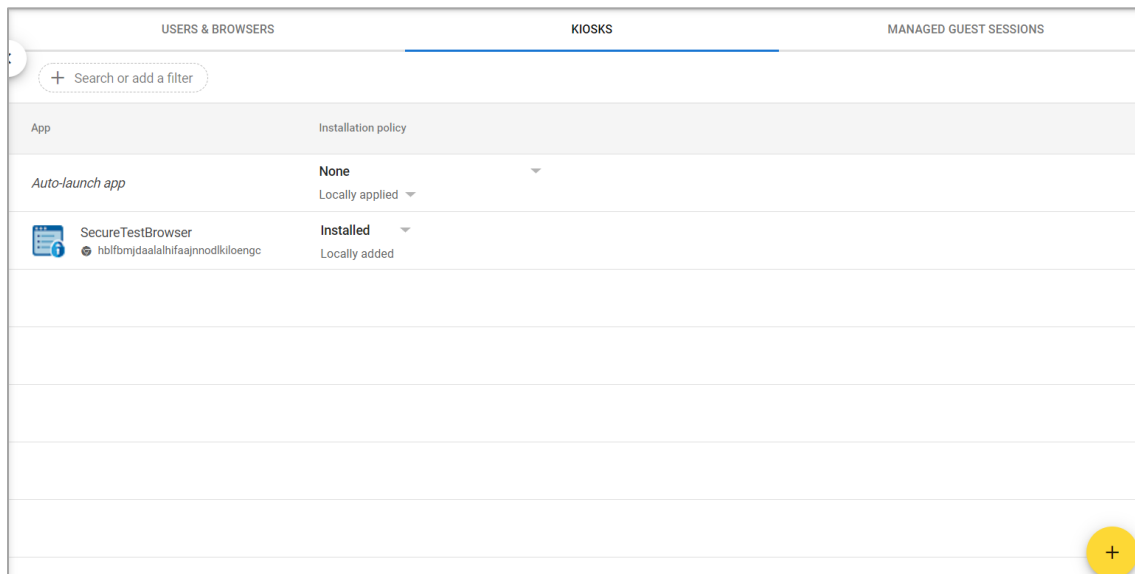 USERS & BROWSERS
KIOSKS
MANAGED GUEST SESSIONS
Search or add a filter
App
Installation policy
Auto-launch app
None
Locally applied
SecureTestBrowser
hblfbmjdaalalhifaajnnodlkiloengc
Installed
Locally added